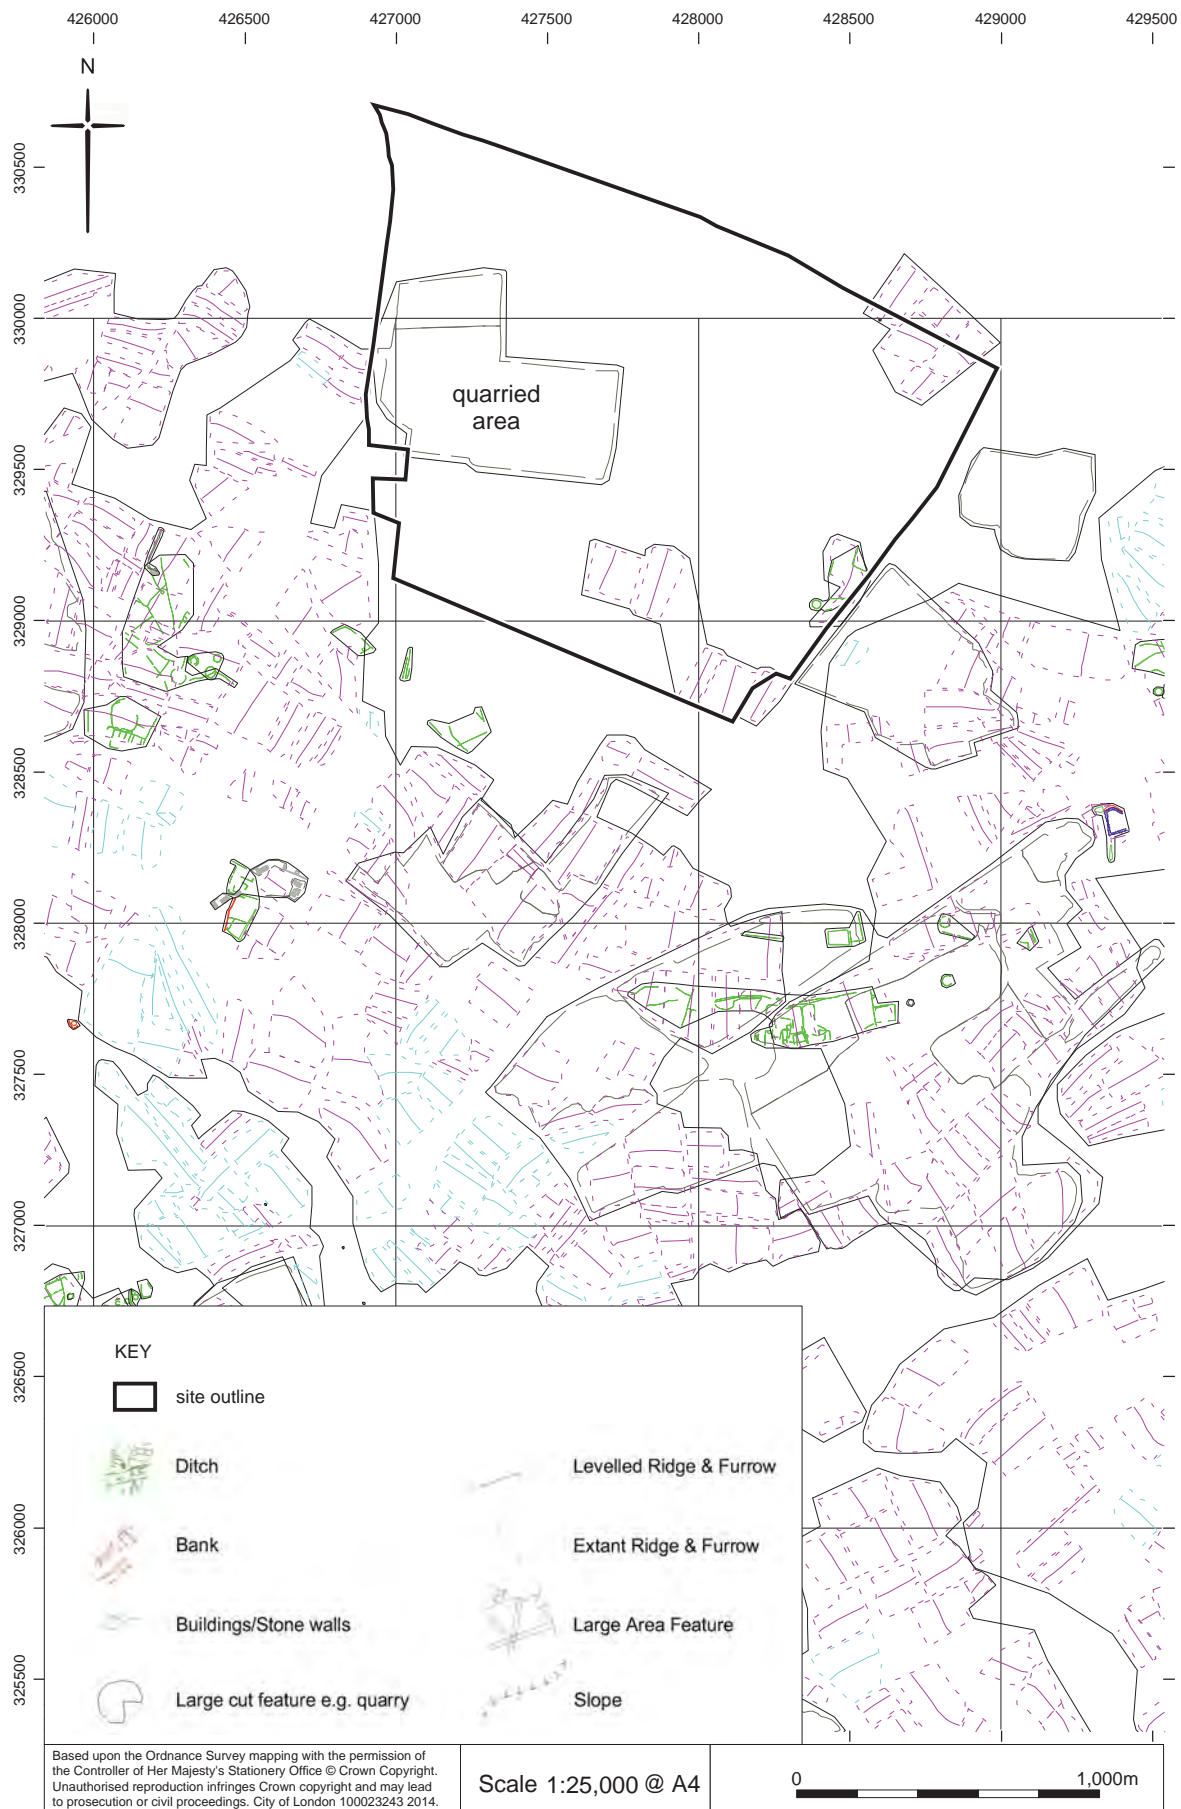 426000 426500 427000 427500 428000 428500 429000 429500
N
330500
330000
329500
329000
328500
328000
327500
327000
326500
326000
325500
quarried
area
KEY
site outline
Ditch
Bank
Buildings/Stone walls
Large cut feature e.g. quarry
Levelled Ridge & Furrow
Extant Ridge & Furrow
Large Area Feature
Slope
Based upon the Ordnance Survey mapping with the permission of
the Controller of Her Majesty's Stationery Office © Crown Copyright.
Unauthorised reproduction infringes Crown copyright and may lead
to prosecution or civil proceedings. City of London 100023243 2014.
Scale 1:25,000 @ A4
0 1,000m